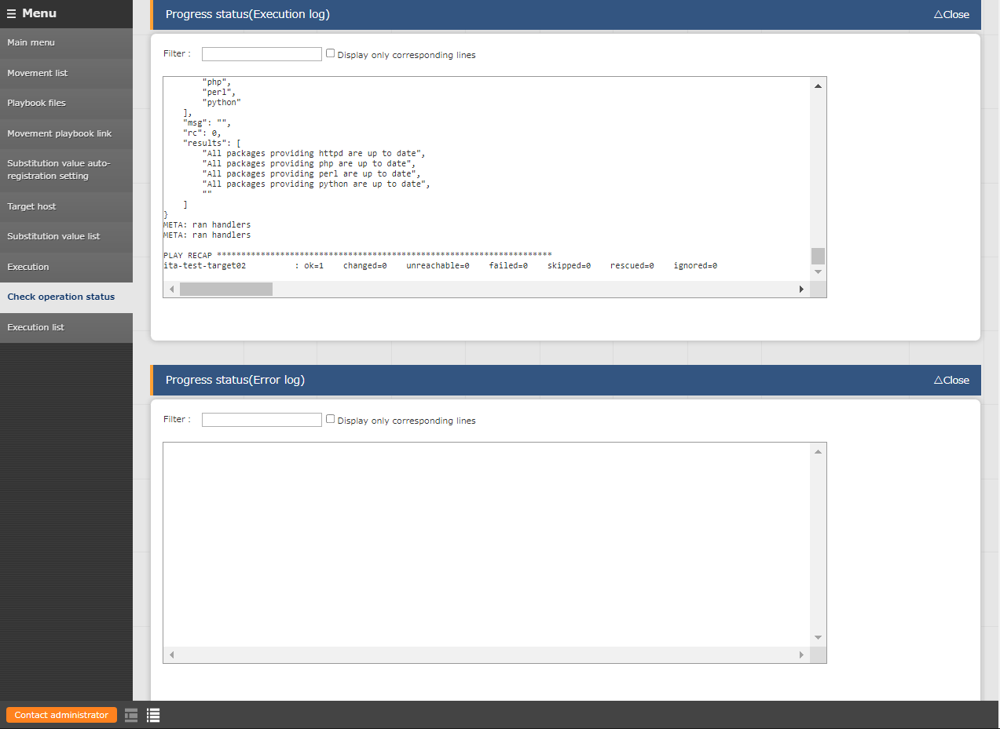 ☰ Menu
Main menu
Movement list
Playbook files
Movement playbook link
Substitution value auto-
registration setting
Target host
Substitution value list
Execution
Check operation status
Execution list
Progress status(Execution log)
△Close
Filter :
Display only corresponding lines
"php",
"perl",
"python"
],
"msg": "",
"rc": 0,
"results": [
"All packages providing httpd are up to date",
"All packages providing php are up to date",
"All packages providing perl are up to date",
"All packages providing python are up to date",
""
]
}
META: ran handlers
META: ran handlers
PLAY RECAP *********************************************************************
ita-test-target02 : ok=1 changed=0 unreachable=0 failed=0 skipped=0 rescued=0 ignored=0
Progress status(Error log)
△Close
Filter :
Display only corresponding lines
Contact administrator